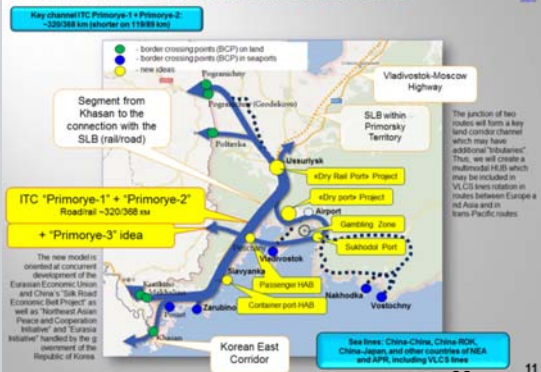 Key channel ITC Primorye-1 + Primorye-2:
~320/368 km (shorter on 119/89 km)
- border crossing points (BCP) on land
- border crossing points (BCP) in seaports
- new ideas
Pogranichny
Pogranichny (Grodekovo)
Poltavka
Vladivostok-Moscow
Highway
Segment from
Khasan to the
connection with the
SLB (rail/road)
SLB within
Primorsky
Territory
The junction of two
routes will form a key
land corridor channel
which may have
additional "tributaries".
Thus, we will create a
multimodal HUB which
may be included in
VLCS lines rotation in
routes between Europe a
nd Asia and in
trans-Pacific routes
Ussuriysk
«Dry Rail Port» Project
«Dry port» Project
Airport
Gambling Zone
Sukhodol Port
ITC "Primorye-1" + "Primorye-2"
Road/rail ~320/368 км
+ "Primorye-3" idea
Vladivostok
Passenger HAB
Container port-HAB
Nakhodka
Vostochny
Slavyanka
Zarubino
Posiet
Khasan
The new model is
oriented at concurrent
development of the
Eurasian Economic Union
and China's "Silk Road
Economic Belt Project" as
well as "Northeast Asian
Peace and Cooperation
Initiative" and "Eurasia
Initiative" handled by the g
overnment of the
Republic of Korea.
Korean East
Corridor
Sea lines: China-China, China-ROK,
China-Japan, and other countries of NEA
and APR, including VLCS lines
11